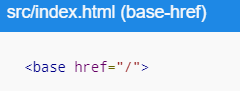 src/index.html (base-href)
<base href="/">